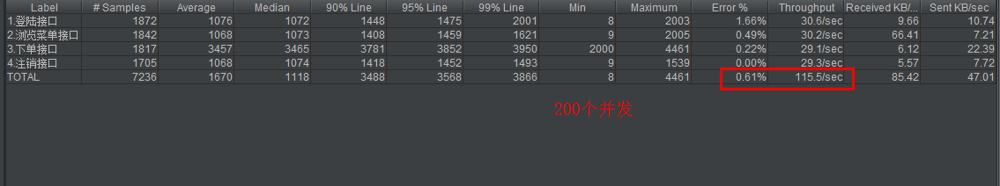 Label # Samples Average Median 90% Line 95% Line 99% Line Min Maximum Error % Throughput Received KB/... Sent KB/sec
1.登陆接口 1872 1076 1072 1448 1475 2001 8 2003 1.66% 30.6/sec 9.66 10.74
2.浏览菜单接口 1842 1068 1073 1408 1459 1621 9 2005 0.49% 30.2/sec 66.41 7.21
3.下单接口 1817 3457 3465 3781 3852 3950 2000 4461 0.22% 29.1/sec 6.12 22.39
4.注销接口 1705 1068 1074 1418 1452 1493 9 1539 0.00% 29.3/sec 5.57 7.72
TOTAL 7236 1670 1118 3488 3568 3866 8 4461 0.61% 115.5/sec 85.42 47.01
200个并发